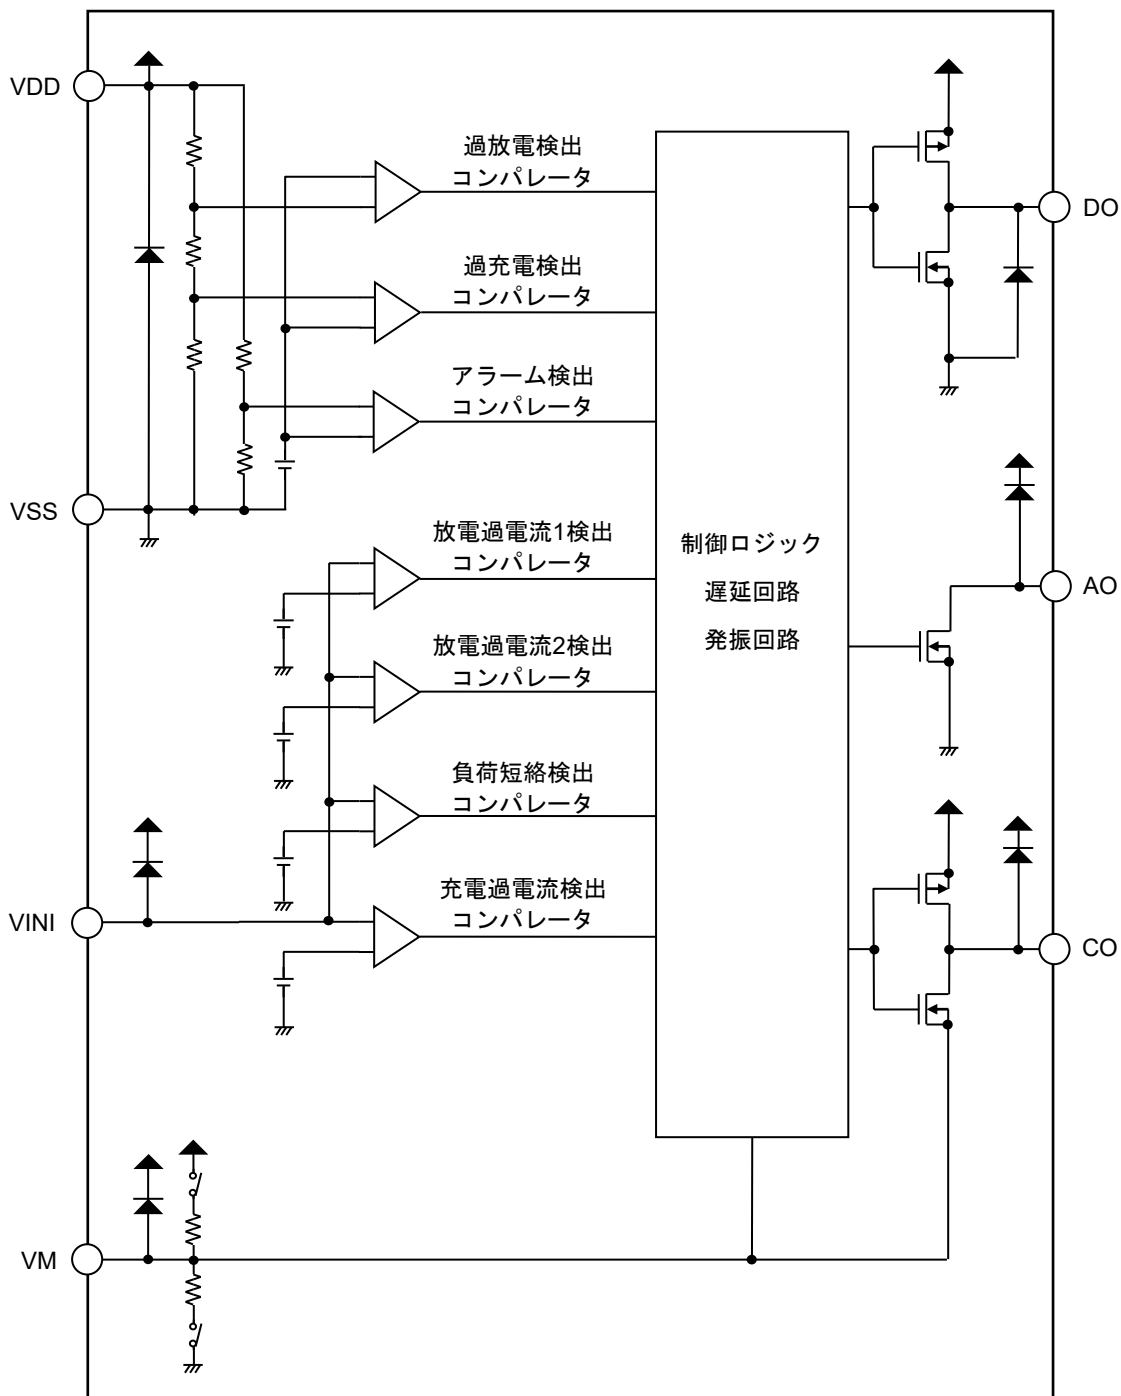 VDD
過放電検出
コンパレータ
DO
過充電検出
コンパレータ
アラーム検出
コンパレータ
VSS
放電過電流1検出
コンパレータ
制御ロジック
遅延回路
発振回路
AO
放電過電流2検出
コンパレータ
負荷短絡検出
コンパレータ
VINI
充電過電流検出
コンパレータ
CO
VM